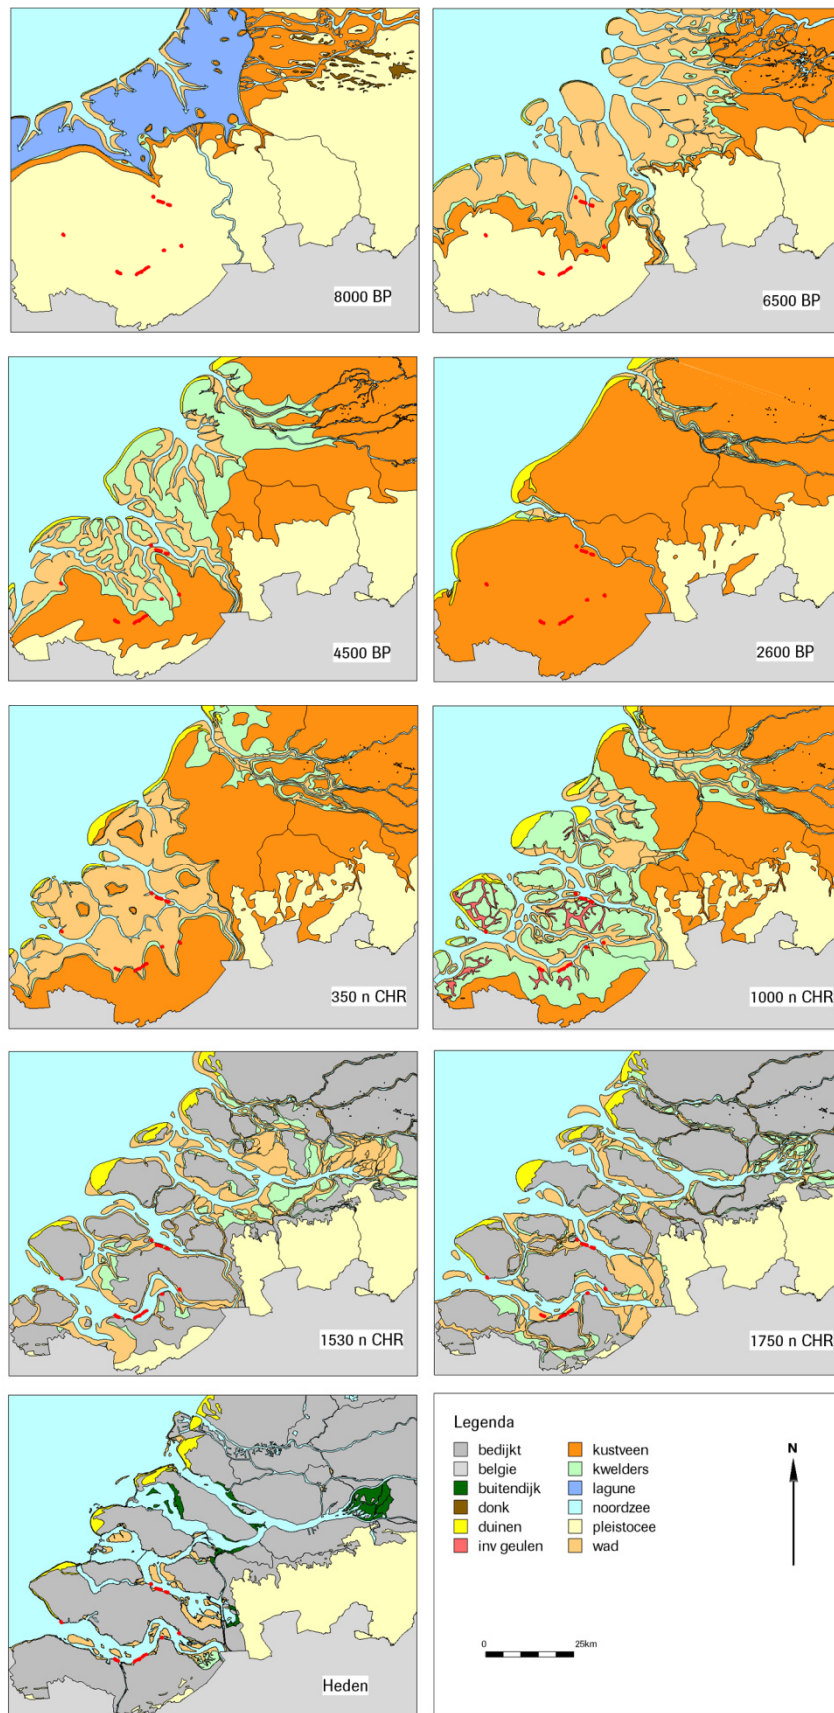 8000 BP
6500 BP
4500 BP
2600 BP
350 n CHR
1000 n CHR
1530 n CHR
1750 n CHR
Heden
Legenda
bedijkt
belgie
buitendijk
donk
duinen
inv geulen
kustveen
kwelders
lagune
noordzee
pleistocee
wad
N
0 25km